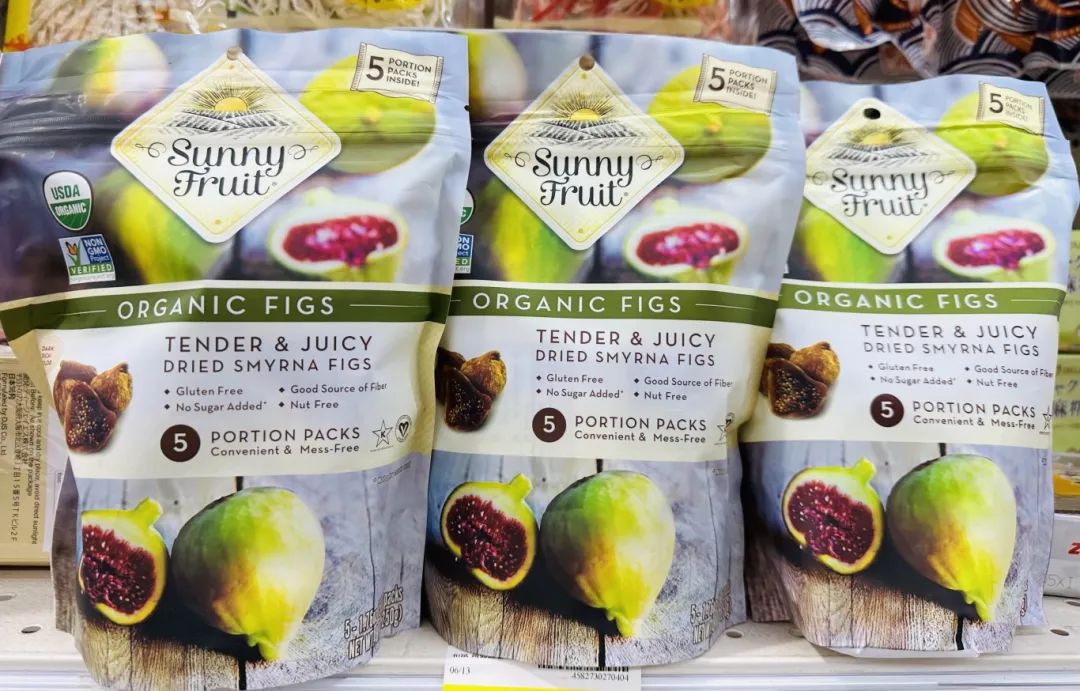 5 PORTION
PACKS
INSIDE!
Sunny
Fruit
USDA
ORGANIC
NON
GMO
Project
VERIFIED
ORGANIC FIGS
TENDER & JUICY
DRIED SMYRNA FIGS
Gluten Free
Good Source of Fiber
No Sugar Added*
Nut Free
5 PORTION PACKS
Convenient & Mess-Free
K
5 PORTION
PACKS
INSIDE!
Sunny
Fruit
ORGANIC FIGS
TENDER & JUICY
DRIED SMYRNA FIGS
Gluten Free
Good Source of Fiber
No Sugar Added*
Nut Free
5 PORTION PACKS
Convenient & Mess-Free
5 PORTION
PACKS
INSIDE!
Sunny
Fruit
ORGANIC FIGS
TENDER & JUICY
DRIED SMYRNA FIGS
Gluten Free
Good Source of Fiber
No Sugar Added*
Nut Free
5 PORTION PACKS
Convenient & Mess-Free
06/13
4582730270404